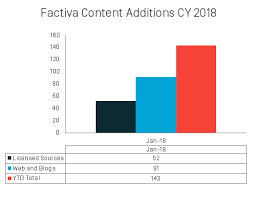 Factiva Content Additions CY 2018
160
140
120
100
80
60
40
20
0
Jan-18
Jan-18
Licensed Sources 52
Web and Blogs 91
YTD Total 143